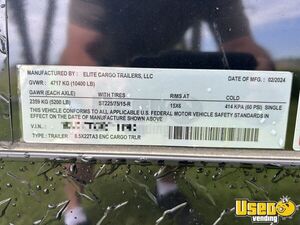 MANUFACTURED BY : ELITE CARGO TRAILERS, LLC
GVWR : 4717 KG (10400 LB) DATE OF MFG. : 02/2024
GAWR (EACH AXLE) WITH TIRES RIMS AT COLD
2359 KG (5200 LB) ST225/75/15-R 15X6 414 KPA (60 PSI) SINGLE
THIS VEHICLE CONFORMS TO ALL APPLICABLE U.S. FEDERAL MOTOR VEHICLE SAFETY STANDARDS IN
EFFECT ON THE DATE OF MANUFACTURE SHOWN ABOVE
V.I.N. :
TYPE : TRAILER 8.5X22TA3 ENC CARGO TRLR
Used
vending